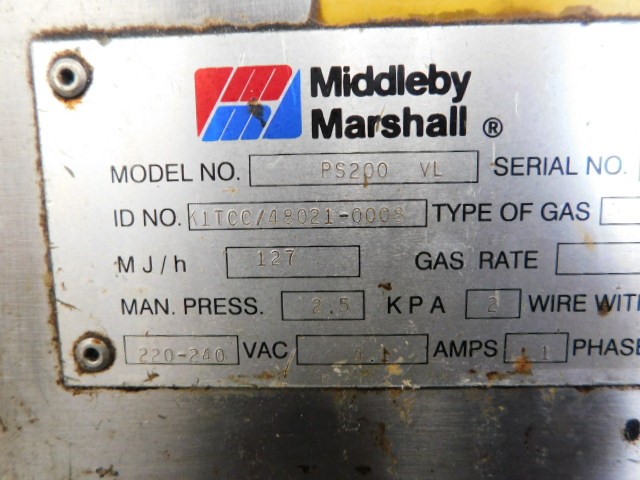 Middleby
Marshall ®
MODEL NO. PS200 VL SERIAL NO.
ID NO. TYPE OF GAS
MJ/h 127 GAS RATE
MAN. PRESS. 2.5 KPA 2 WIRE
220-240 VAC AMPS 1 PHASE